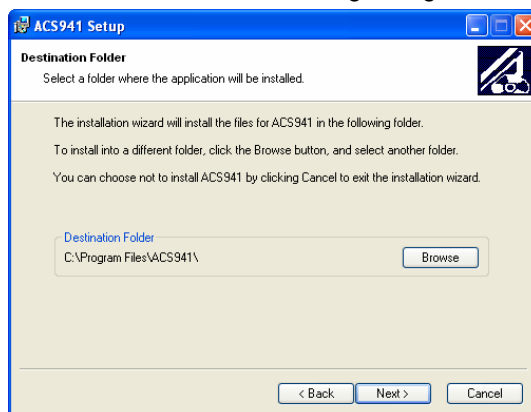 ACS941 Setup
Destination Folder
Select a folder where the application will be installed.
The installation wizard will install the files for ACS941 in the following folder.
To install into a different folder, click the Browse button, and select another folder.
You can choose not to install ACS941 by clicking Cancel to exit the installation wizard.
Destination Folder
C:\Program Files\ACS941\
Browse
< Back
Next >
Cancel